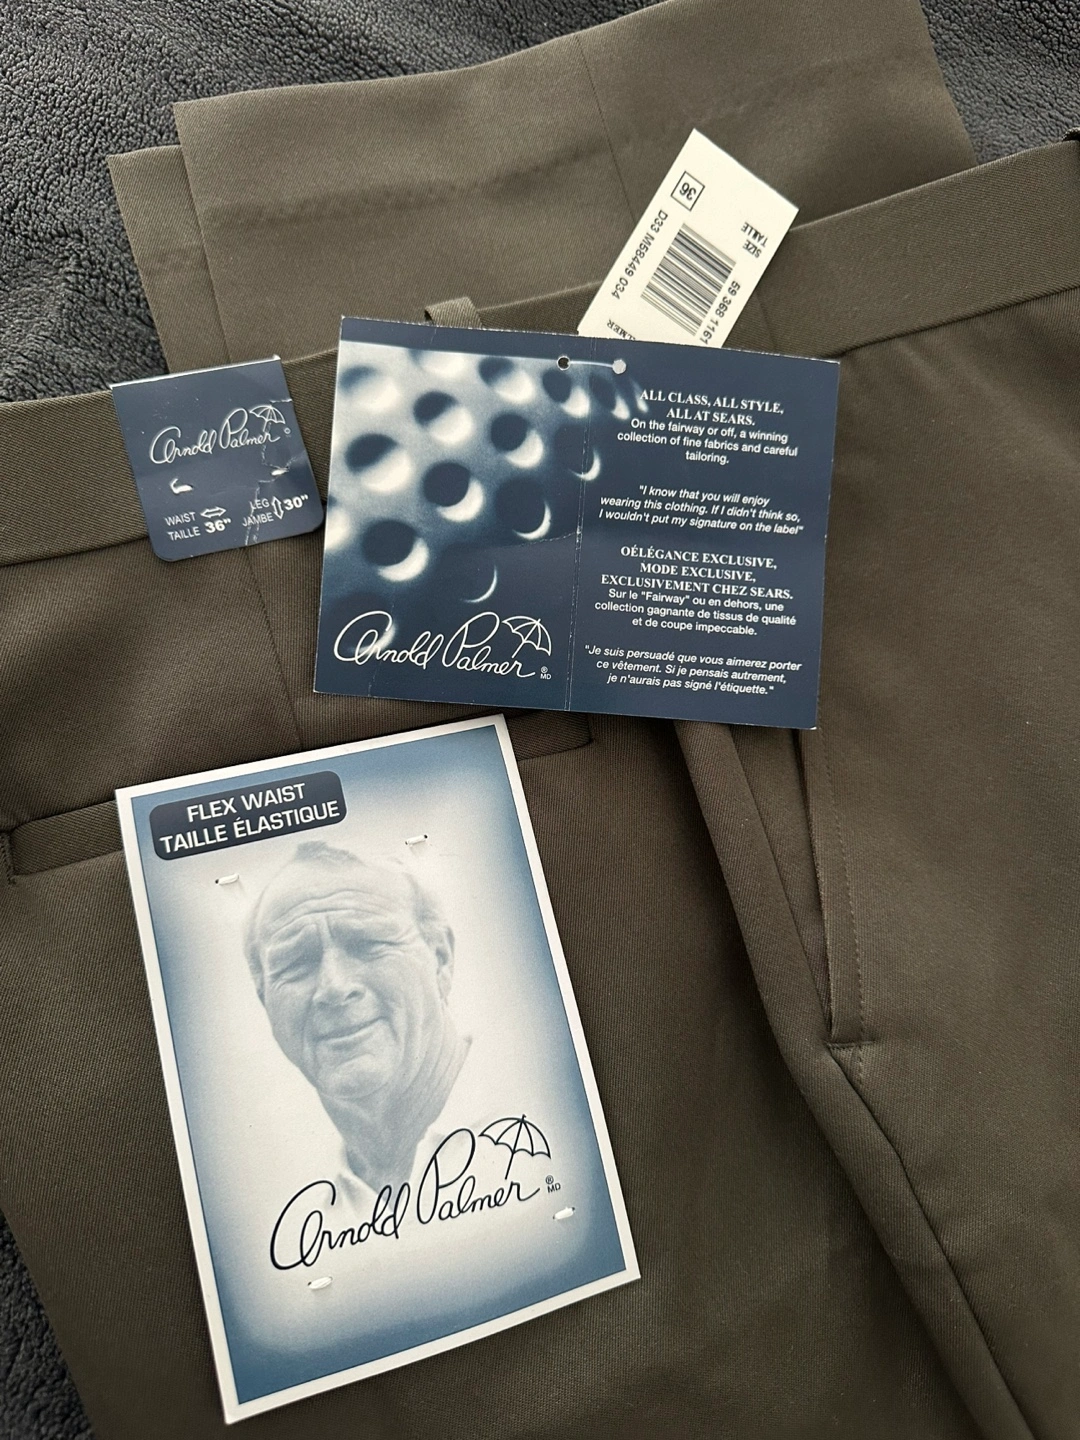 36
SIZE
TAILLE
D33 M58449 034
59 368 1161
Arnold Palmer ©
WAIST
TAILLE 36"
LEG
JAMBE 30"
ALL CLASS, ALL STYLE,
ALL AT SEARS.
On the fairway or off, a winning
collection of fine fabrics and careful
tailoring.
"I know that you will enjoy
wearing this clothing. If I didn't think so,
I wouldn't put my signature on the label"
OÉLÉGANCE EXCLUSIVE,
MODE EXCLUSIVE,
EXCLUSIVEMENT CHEZ SEARS.
Sur le "Fairway" ou en dehors, une
collection gagnante de tissus de qualité
et de coupe impeccable.
"Je suis persuadé que vous aimerez porter
ce vêtement. Si je pensais autrement,
je n'aurais pas signé l'étiquette."
Arnold Palmer ®
MD
FLEX WAIST
TAILLE ÉLASTIQUE
Arnold Palmer ®
MD